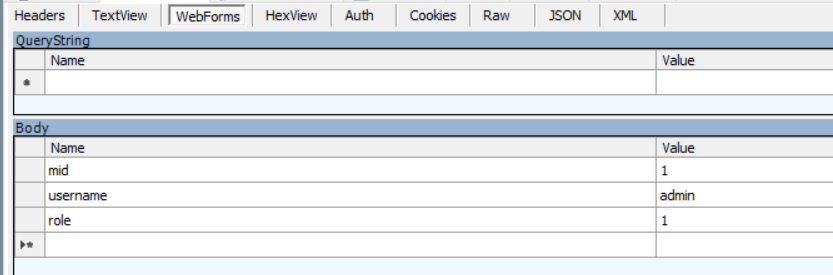 Headers TextView WebForms HexView Auth Cookies Raw JSON XML
QueryString
Name Value
Body
Name Value
mid 1
username admin
role 1